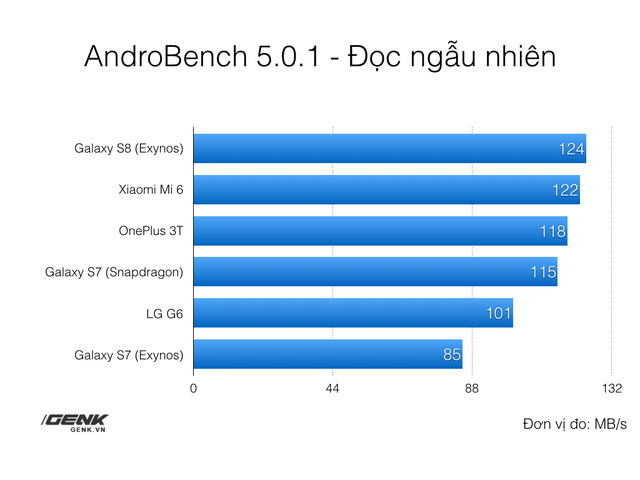 AndroBench 5.0.1 - Đọc ngẫu nhiên
Galaxy S8 (Exynos) 124
Xiaomi Mi 6 122
OnePlus 3T 118
Galaxy S7 (Snapdragon) 115
LG G6 101
Galaxy S7 (Exynos) 85
0 44 88 132
/GENK
GENK.VN
Đơn vị đo: MB/s